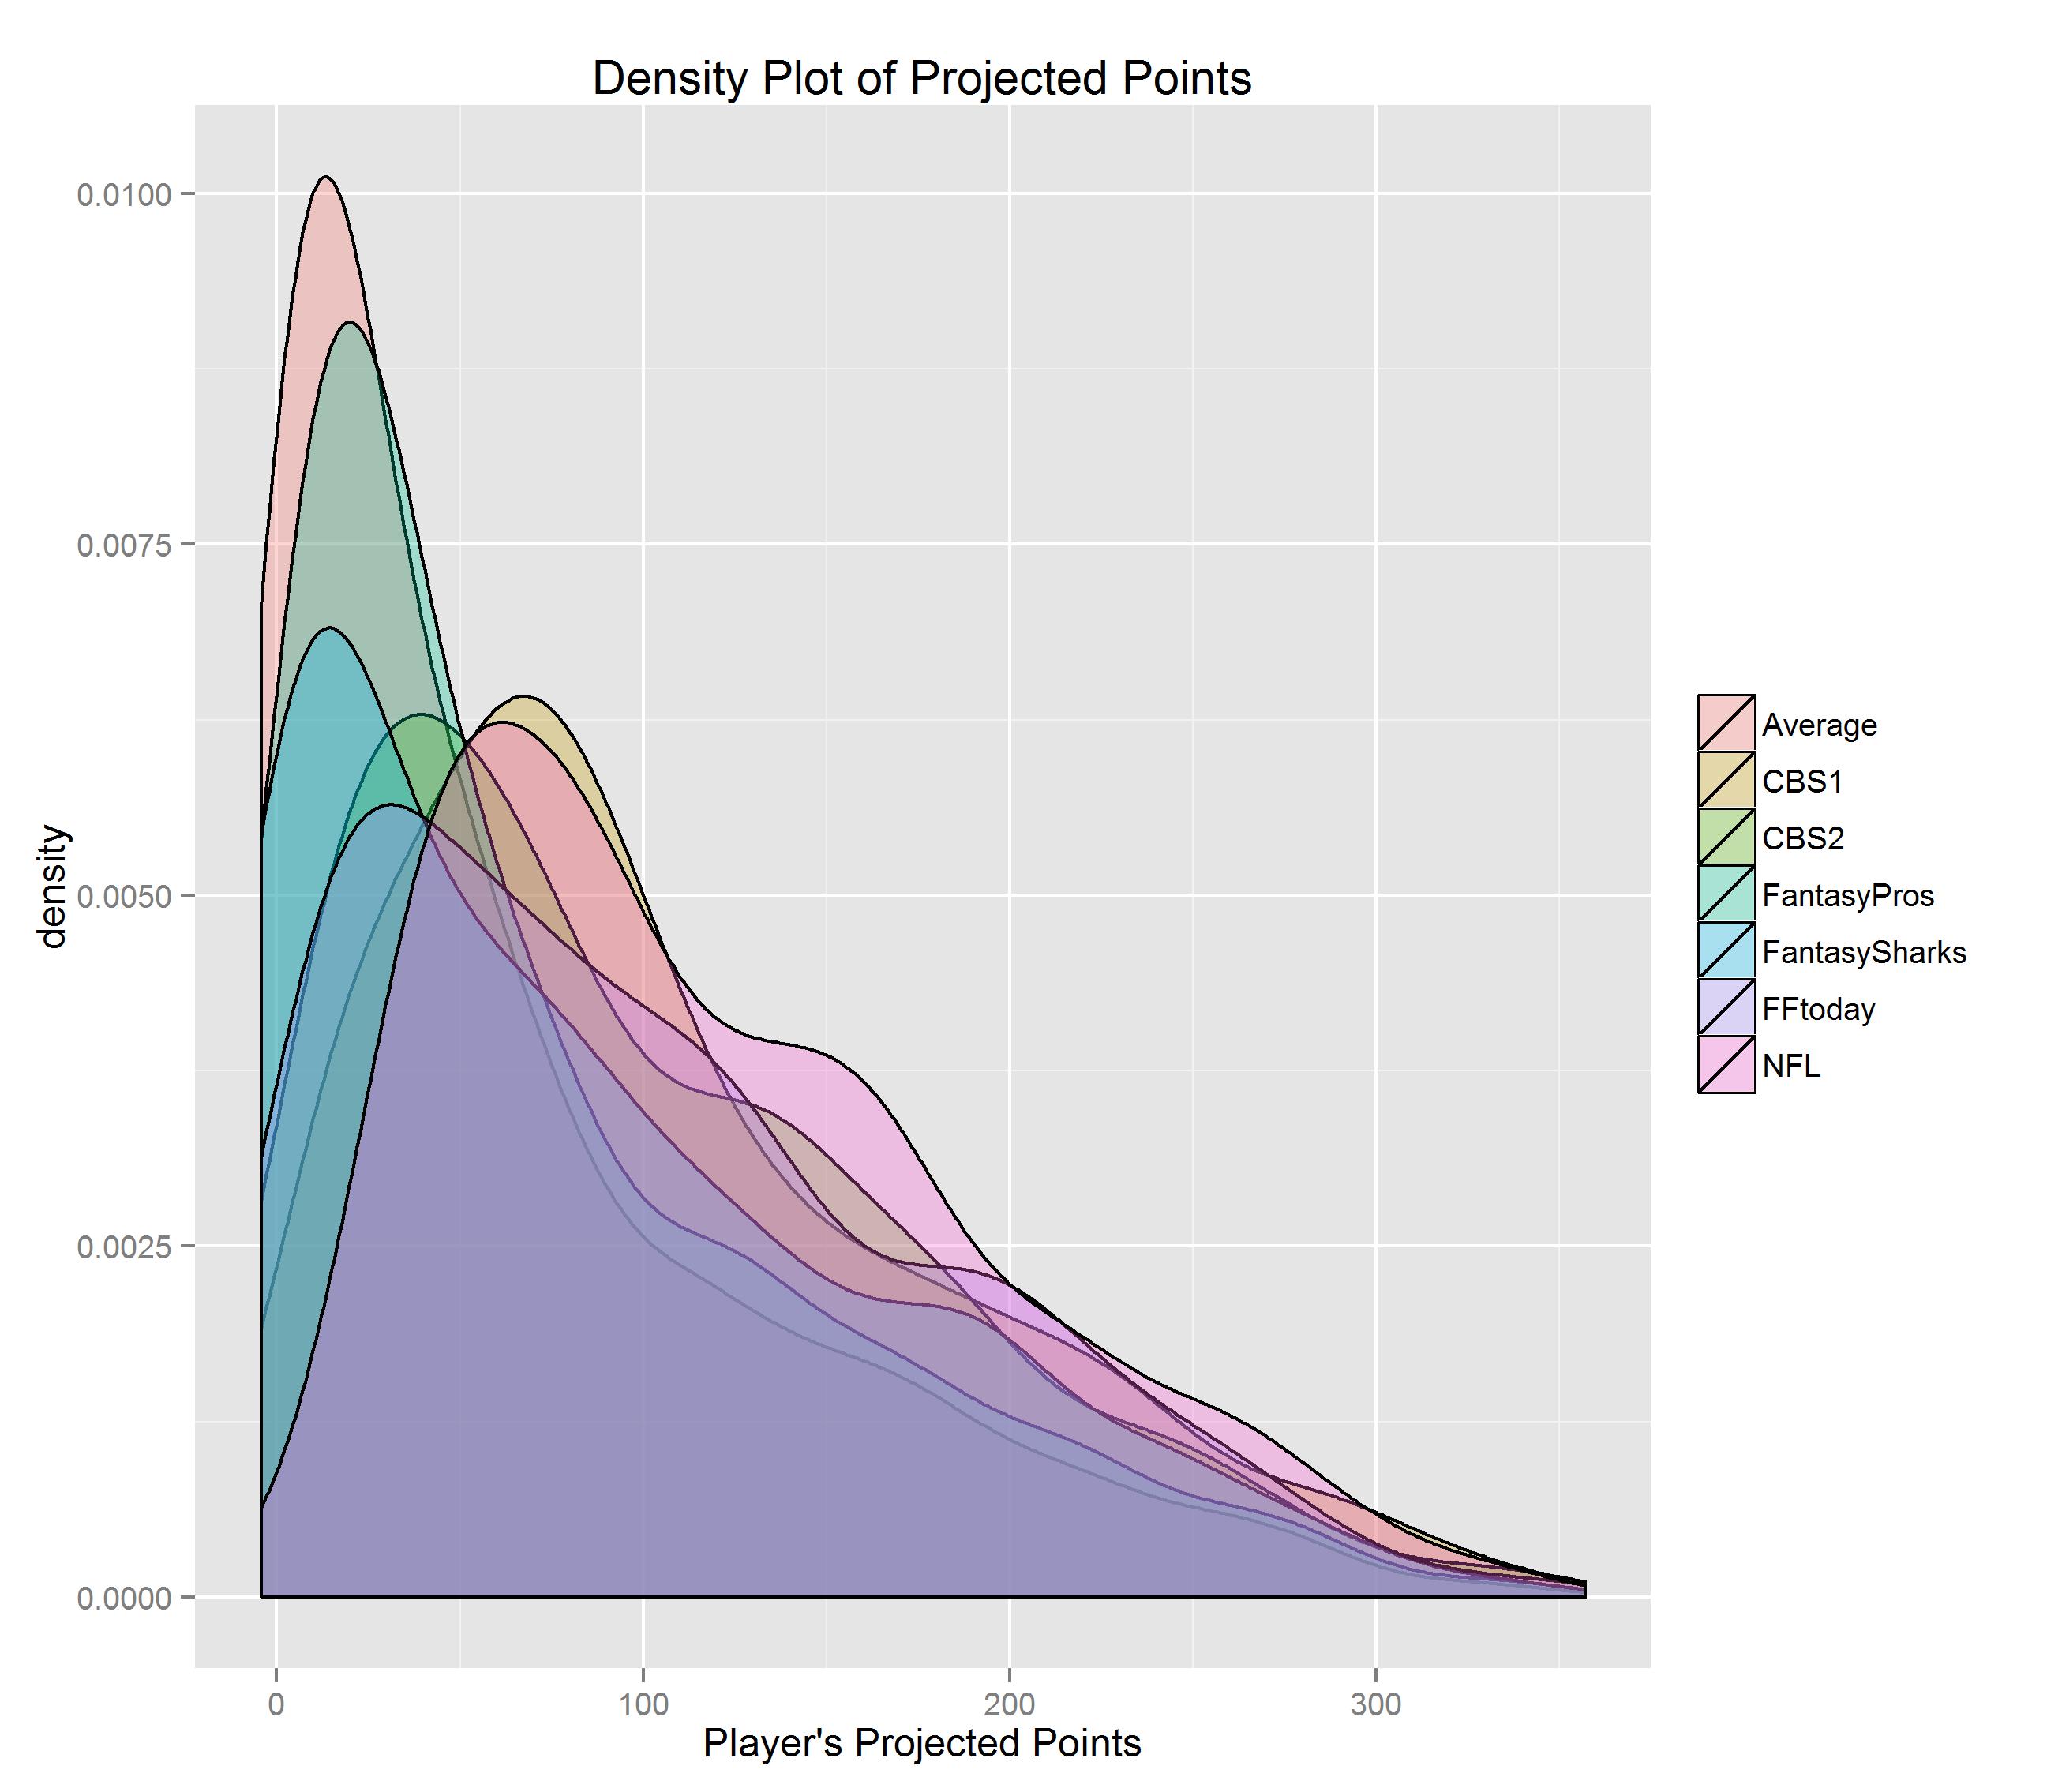 Density Plot of Projected Points
density
0.0100
0.0075
0.0050
0.0025
0.0000
0 100 200 300
Player's Projected Points
Average
CBS1
CBS2
FantasyPros
FantasySharks
FFtoday
NFL